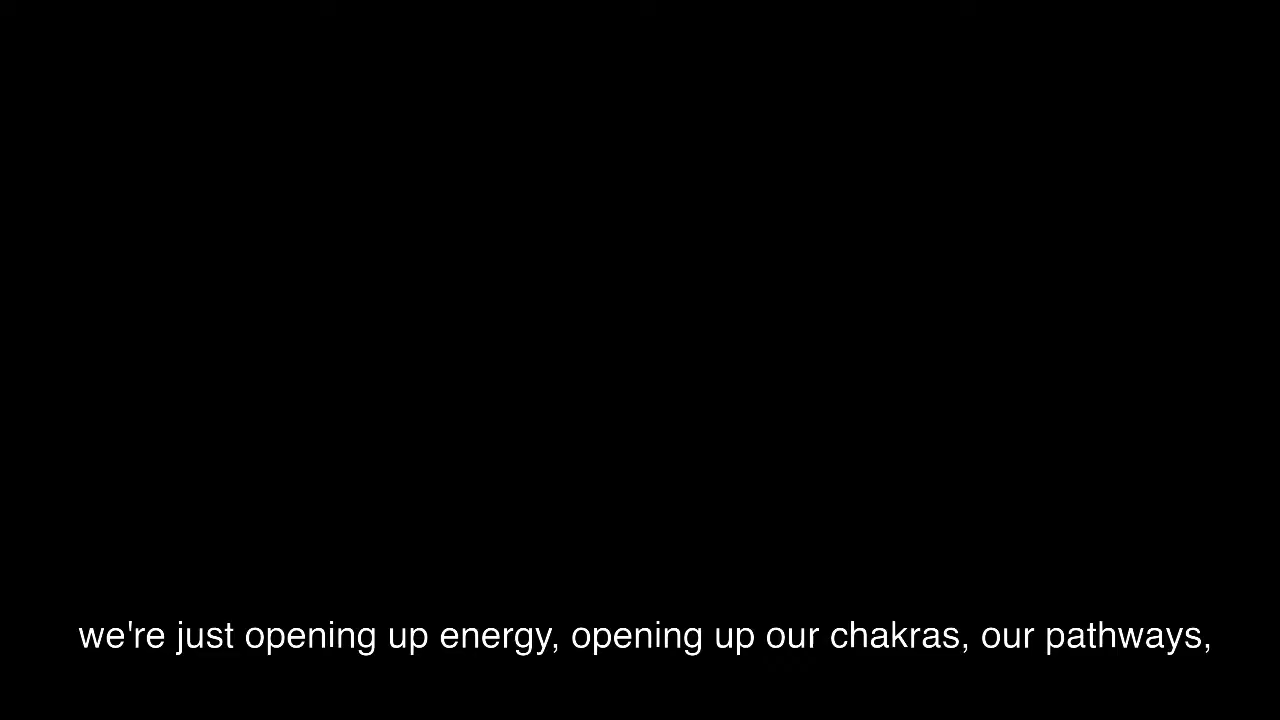 we're just opening up energy, opening up our chakras, our pathways,